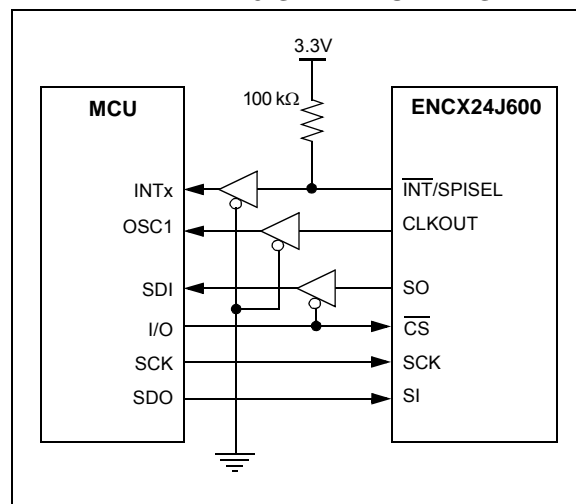 3.3V
100 kΩ
MCU
ENCX24J600
INTx
INT/SPISEL
OSC1
CLKOUT
SDI
SO
I/O
CS
SCK
SCK
SDO
SI